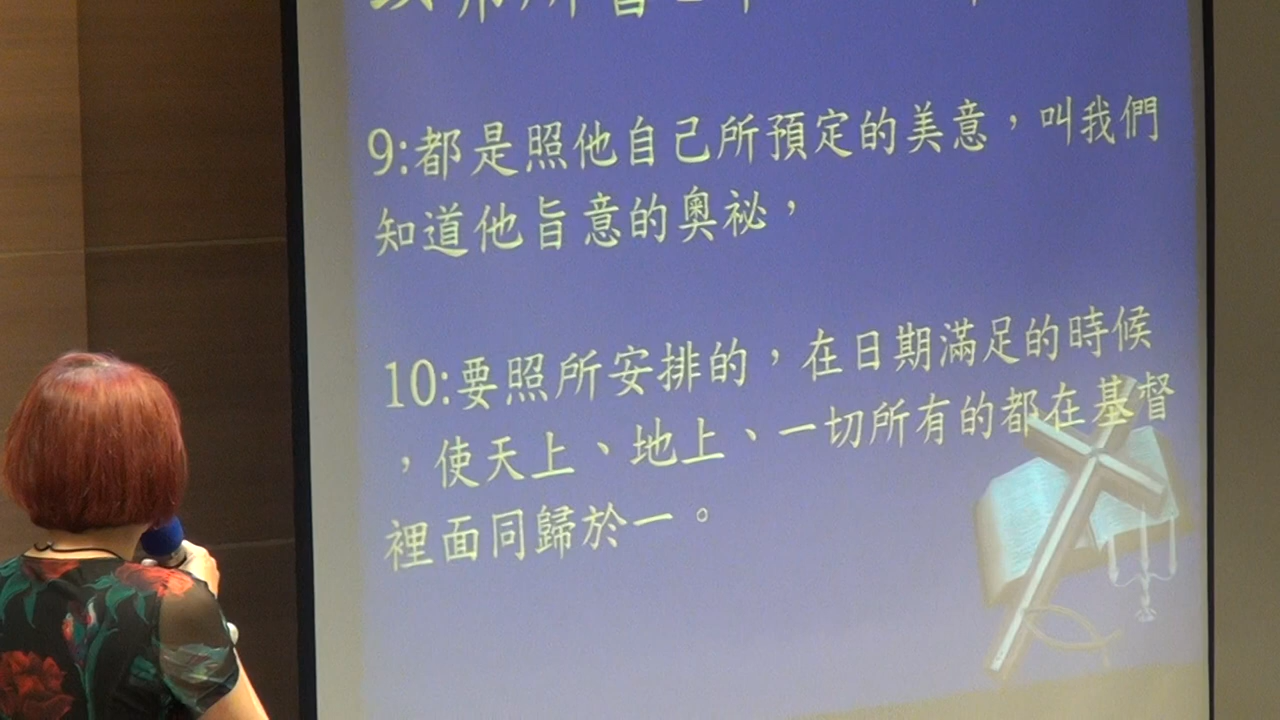 9:都是照他自己所預定的美意，叫我們
知道他旨意的奧祕，
10:要照所安排的，在日期滿足的時候
，使天上、地上、一切所有的都在基督
裡面同歸於一。